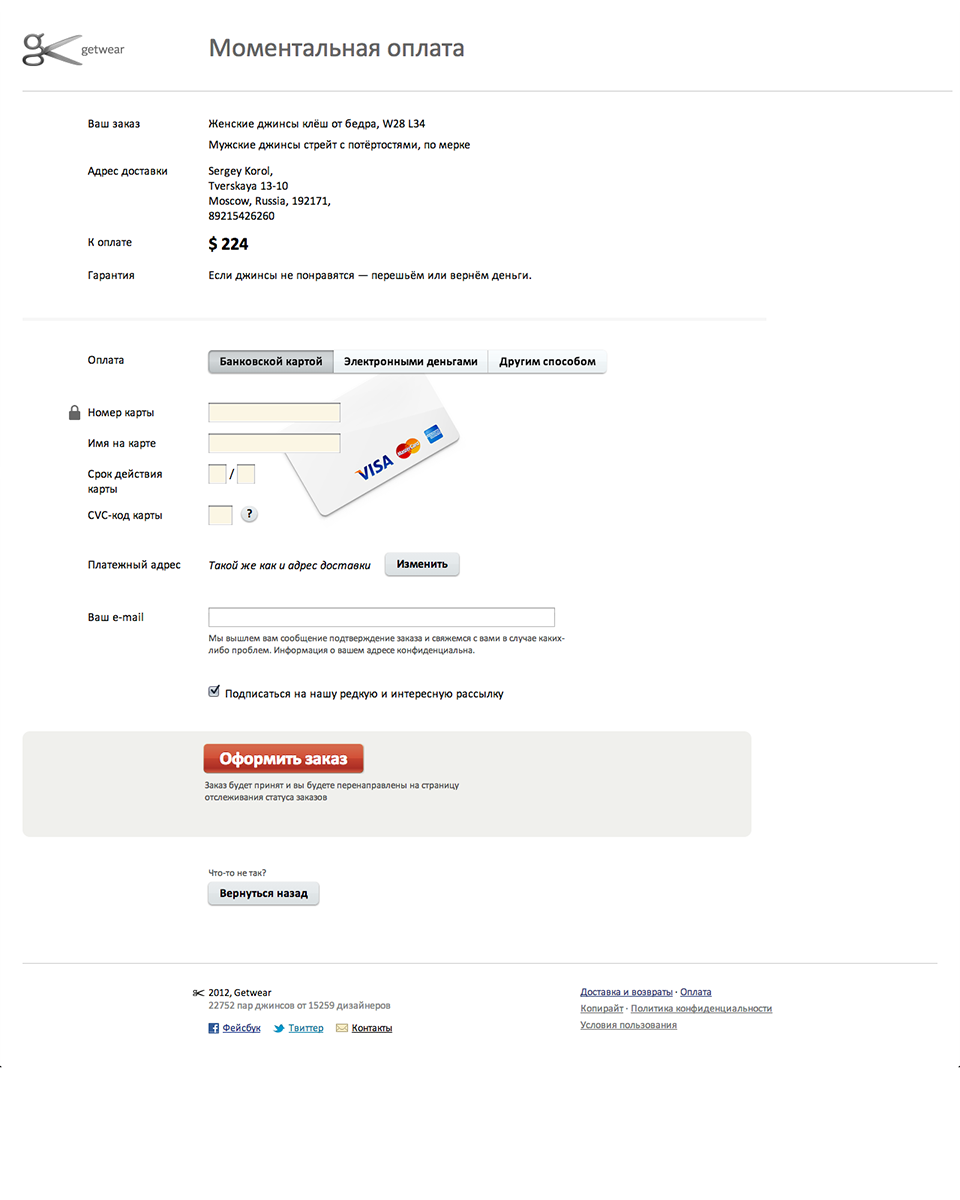 getwear
Моментальная оплата
Ваш заказ
Женские джинсы клёш от бедра, W28 L34
Мужские джинсы стрейт с потёртостями, по мерке
Адрес доставки
Sergey Korol,
Tverskaya 13-10
Moscow, Russia, 192171,
89215426260
К оплате
$ 224
Гарантия
Если джинсы не понравятся — перешьём или вернём деньги.
Оплата
Банковской картой
Электронными деньгами
Другим способом
Номер карты
Имя на карте
Срок действия
карты
/
CVC-код карты
?
VISA
MasterCard
Платежный адрес
Такой же как и адрес доставки
Изменить
Ваш e-mail
Мы вышлем вам сообщение подтверждение заказа и свяжемся с вами в случае каких-
либо проблем. Информация о вашем адресе конфиденциальна.
Подписаться на нашу редкую и интересную рассылку
Оформить заказ
Заказ будет принят и вы будете перенаправлены на страницу
отслеживания статуса заказов
Что-то не так?
Вернуться назад
2012, Getwear
22752 пар джинсов от 15259 дизайнеров
Фейсбук
Твиттер
Контакты
Доставка и возвраты · Оплата
Копирайт · Политика конфиденциальности
Условия пользования